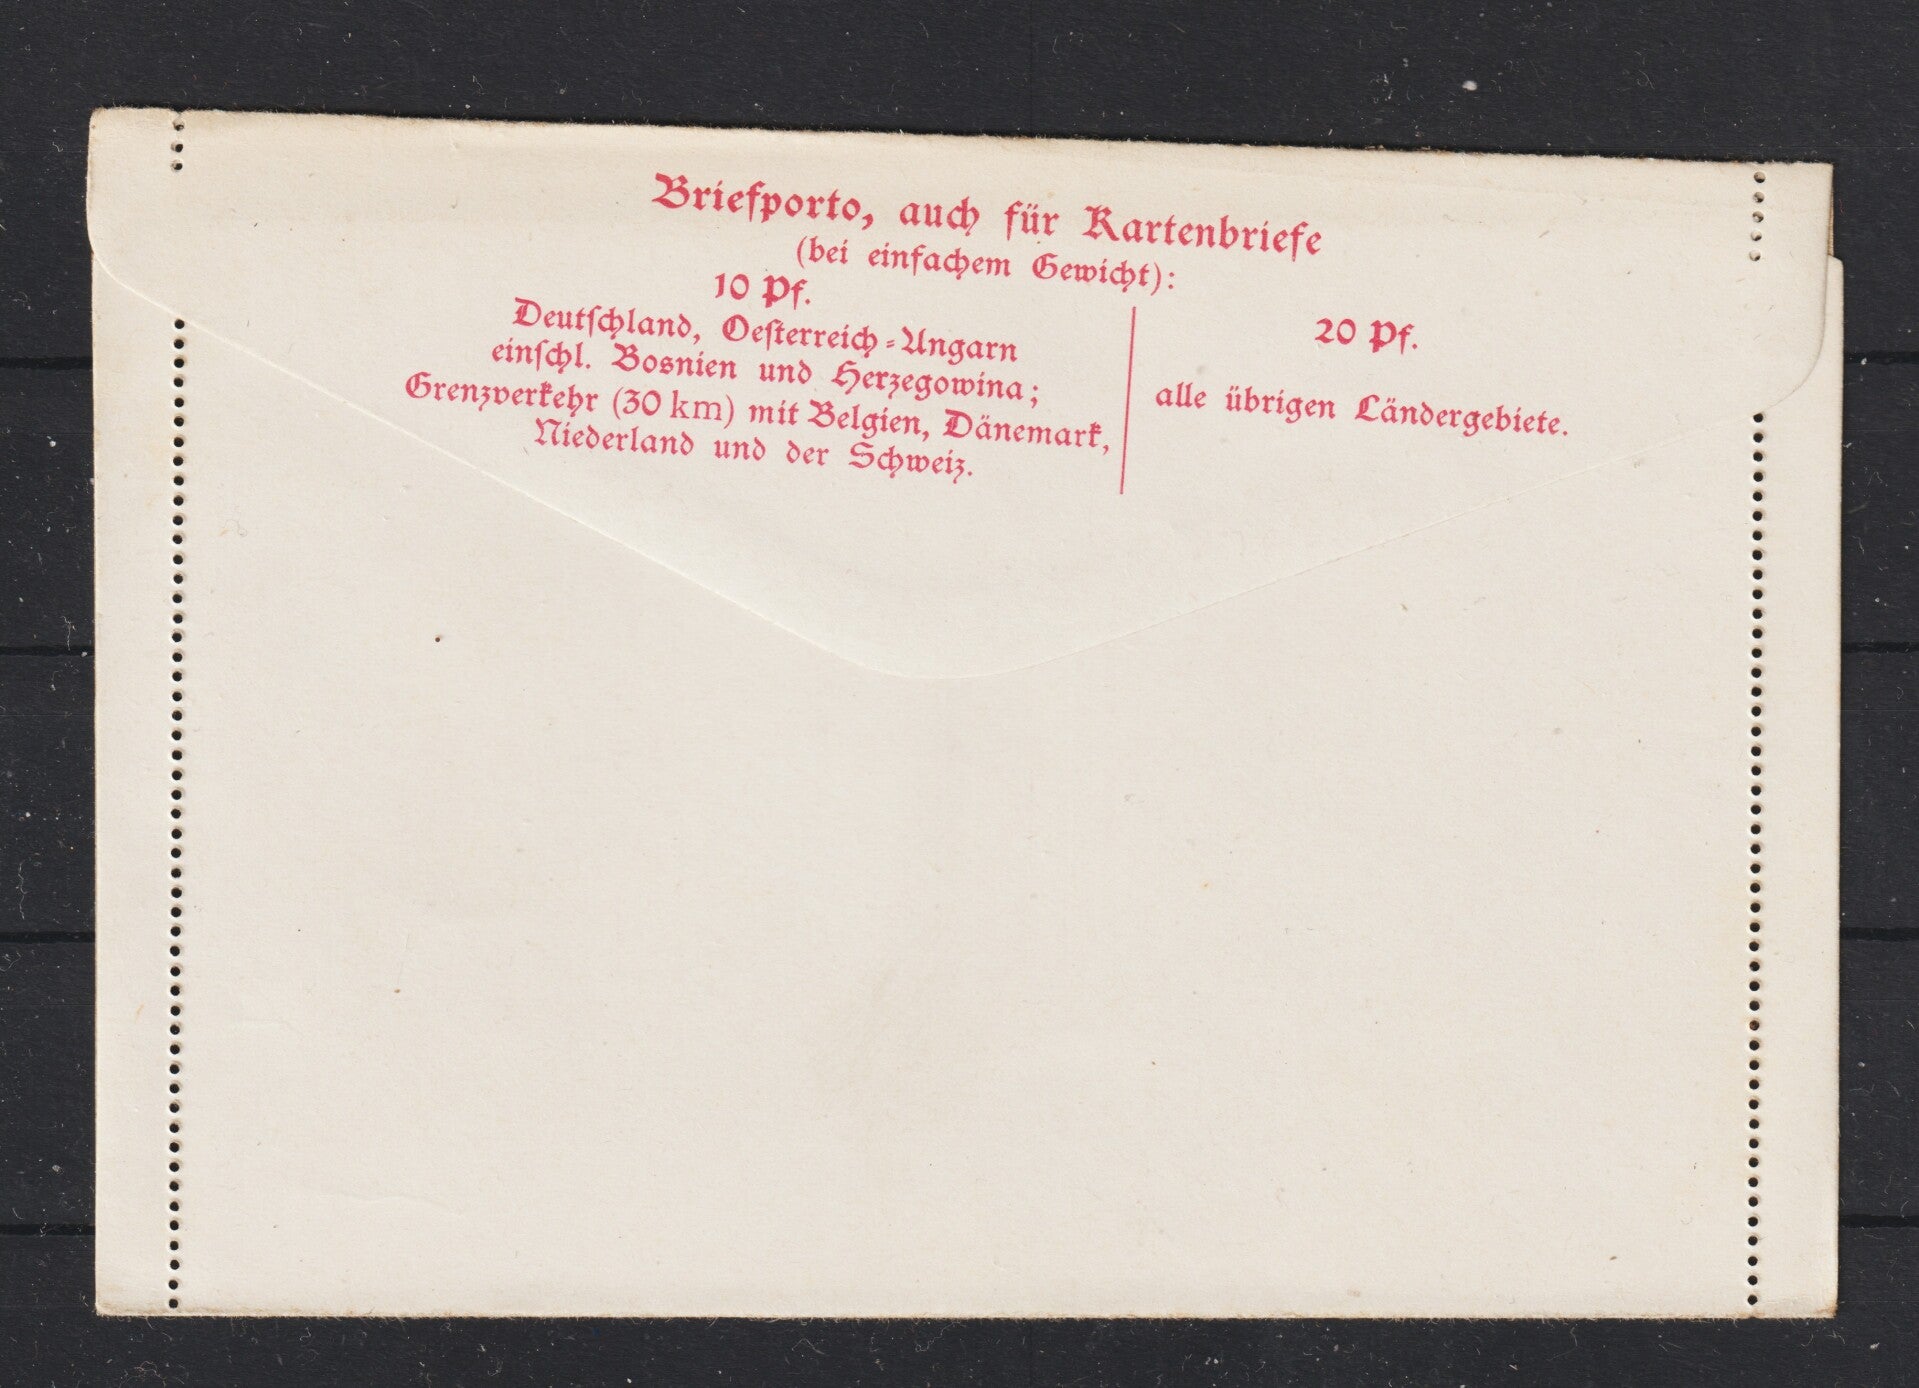 Briefporto, auch für Kartenbriefe
(bei einfachem Gewicht):
10 Pf.
Deutſchland, Oeſterreich-Ungarn
einſchl. Bosnien und Herzegowina;
Grenzverkehr (30 km) mit Belgien, Dänemark,
Niederland und der Schweiz.
20 Pf.
alle übrigen Ländergebiete.